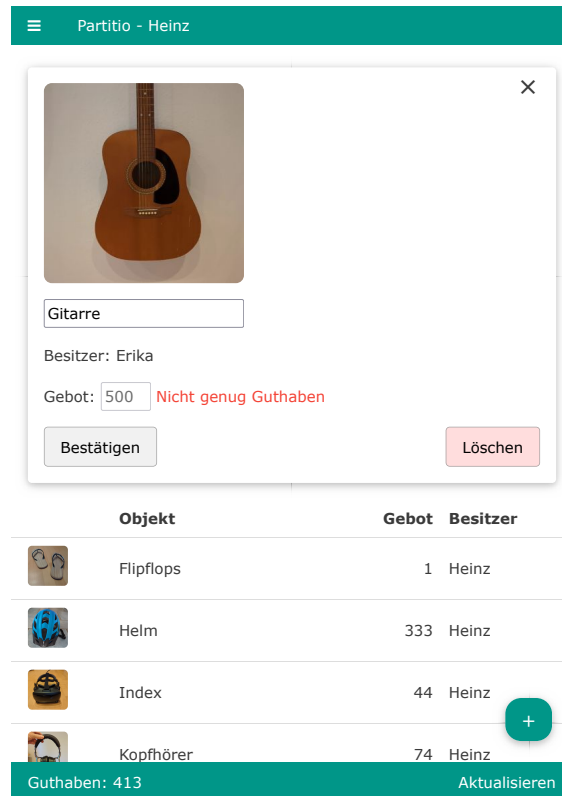 Partitio - Heinz
Gitarre
Besitzer: Erika
Gebot: 500 Nicht genug Guthaben
Bestätigen Löschen
Objekt Gebot Besitzer
Flipflops 1 Heinz
Helm 333 Heinz
Index 44 Heinz
+
Kopfhörer 74 Heinz
Guthaben: 413 Aktualisieren